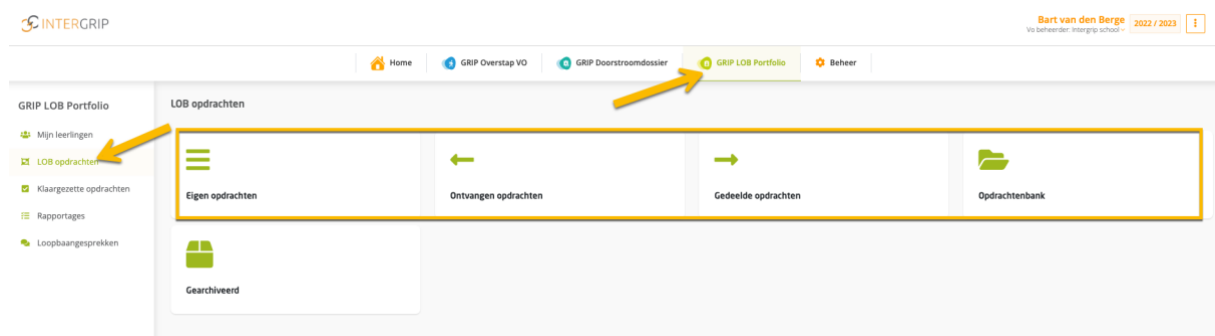 INTERGRIP
Bart van den Berge
Vo beheerder: Intergrip school
2022 / 2023
Home
GRIP Overstap VO
GRIP Doorstroomdossier
GRIP LOB Portfolio
Beheer
GRIP LOB Portfolio
LOB opdrachten
Mijn leerlingen
LOB opdrachten
Klaargezette opdrachten
Rapportages
Loopbaangesprekken
Eigen opdrachten
Ontvangen opdrachten
Gedeelde opdrachten
Opdrachtenbank
Gearchiveerd